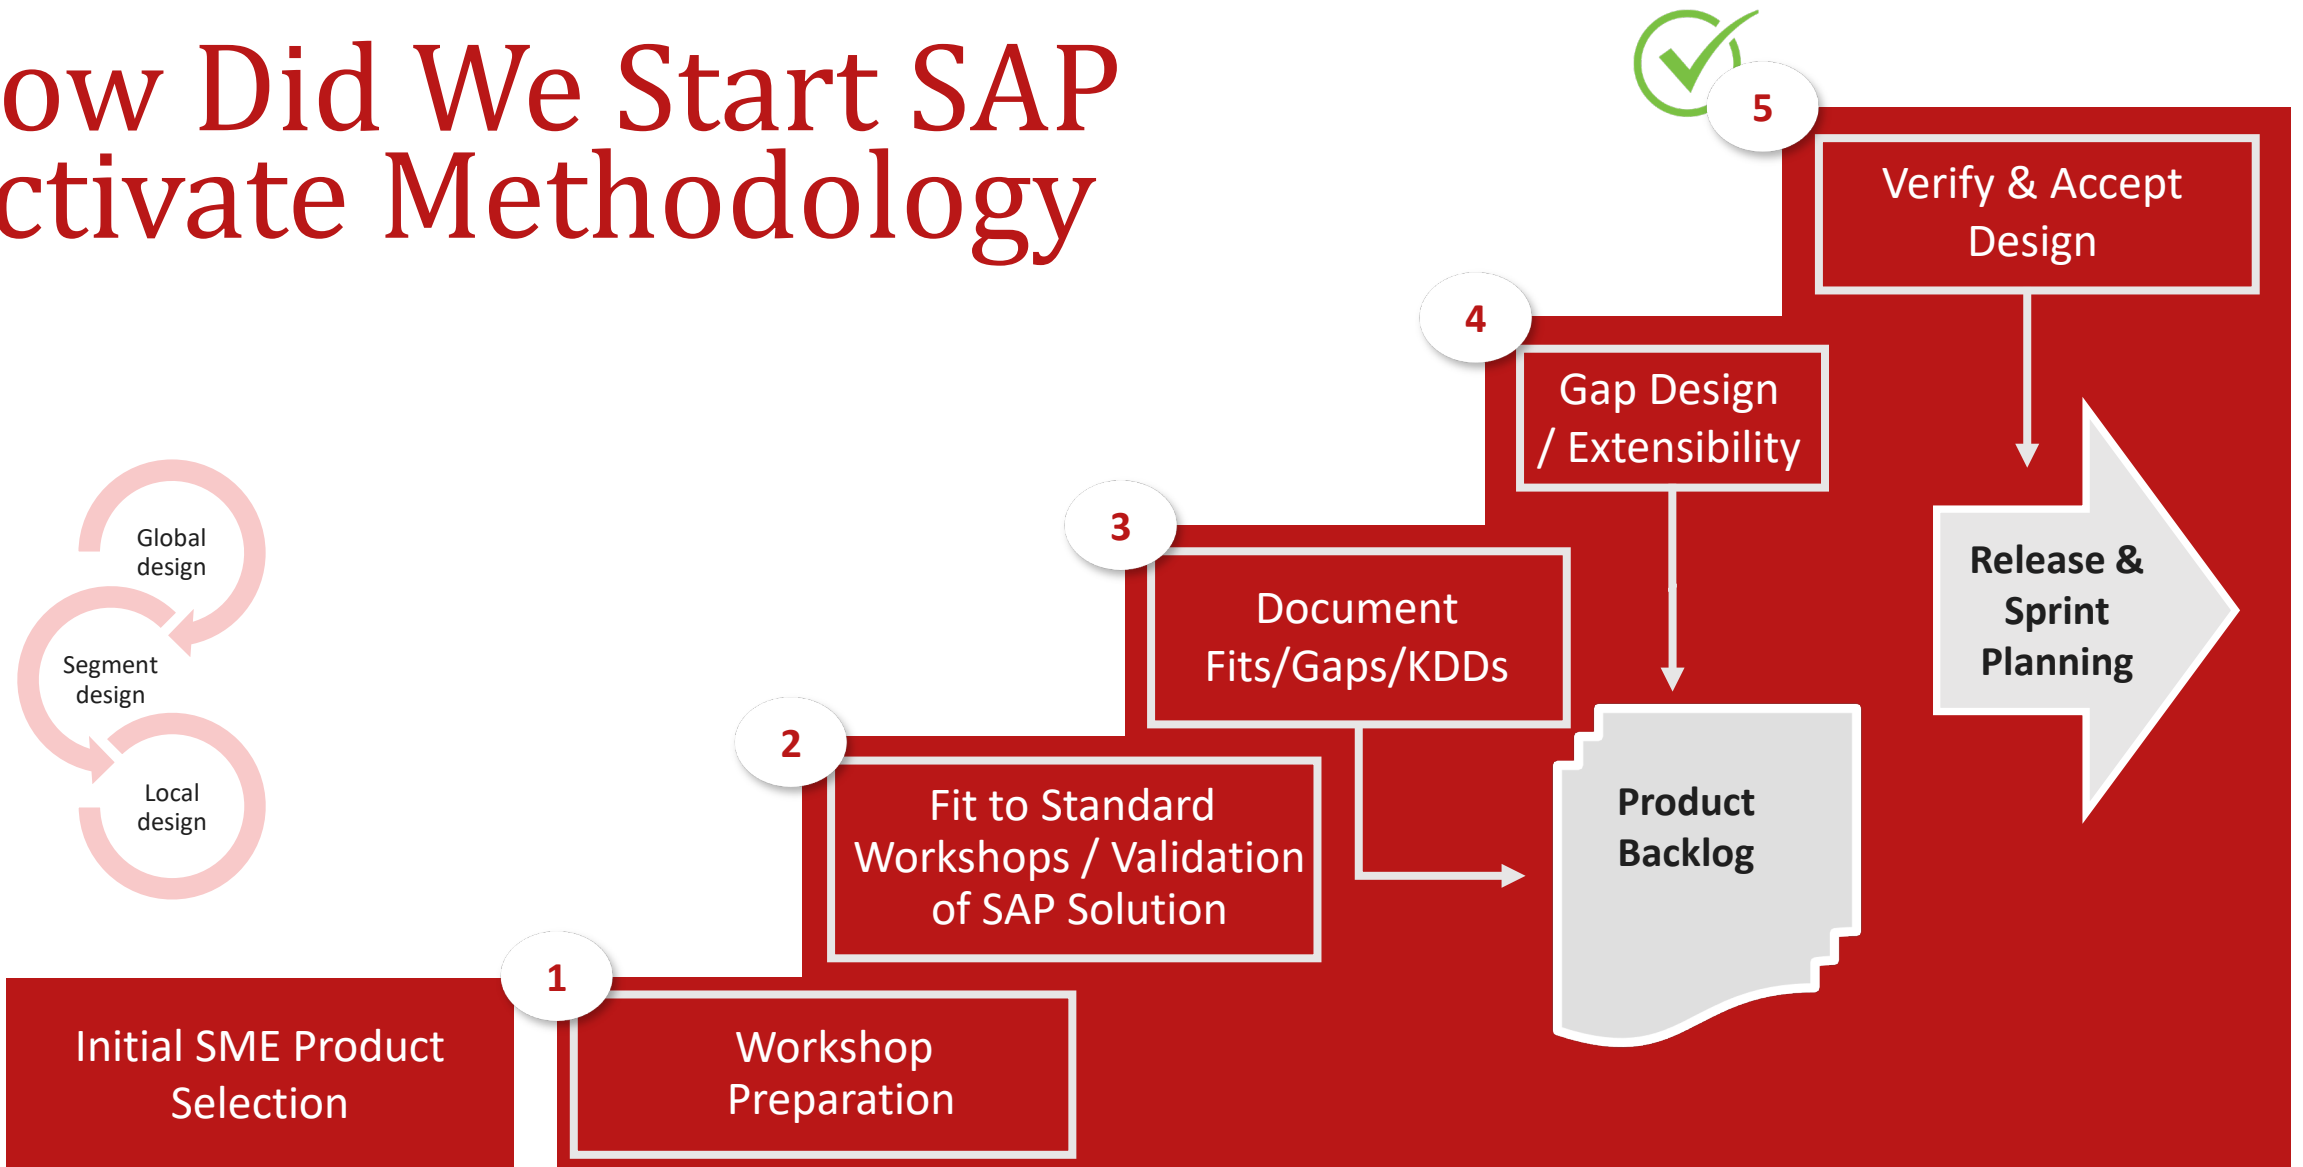 ow Did We Start SAP
ctivate Methodology
5
Verify & Accept
Design
4
Gap Design
/ Extensibility
3
Document
Fits/Gaps/KDDs
2
Fit to Standard
Workshops / Validation
of SAP Solution
1
Workshop
Preparation
Initial SME Product
Selection
Global
design
Segment
design
Local
design
Product
Backlog
Release &
Sprint
Planning